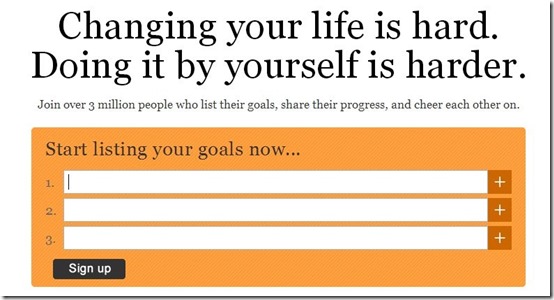 Changing your life is hard.
Doing it by yourself is harder.
Join over 3 million people who list their goals, share their progress, and cheer each other on.
Start listing your goals now...
1.
+
2.
+
3.
+
Sign up